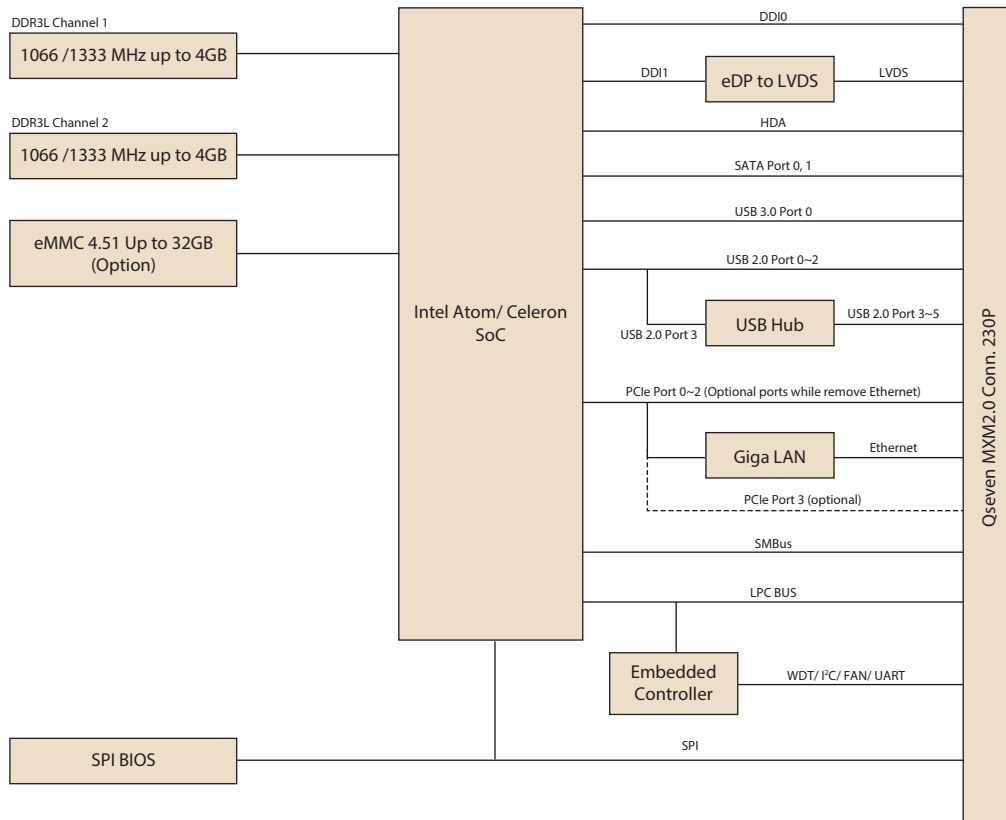 DDR3L Channel 1
1066 /1333 MHz up to 4GB
DDR3L Channel 2
1066 /1333 MHz up to 4GB
eMMC 4.51 Up to 32GB
(Option)
Intel Atom/ Celeron
SoC
DDI0
DDI1
eDP to LVDS
LVDS
HDA
SATA Port 0, 1
USB 3.0 Port 0
USB 2.0 Port 0~2
USB 2.0 Port 3
USB Hub
USB 2.0 Port 3~5
PCIe Port 0~2 (Optional ports while remove Ethernet)
Giga LAN
Ethernet
PCIe Port 3 (optional)
SMBus
LPC BUS
Embedded
Controller
WDT/ I²C/ FAN/ UART
SPI BIOS
SPI
Qseven MXM2.0 Conn. 230P